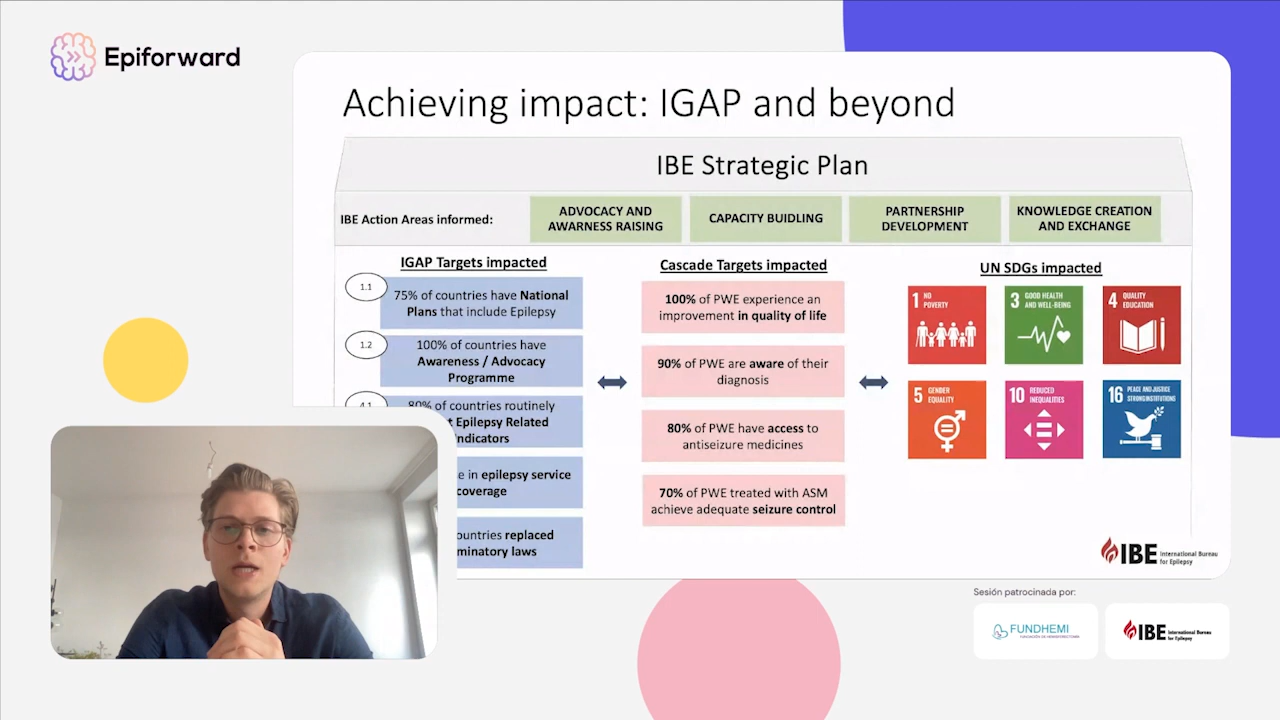 Epiforward
Achieving impact: IGAP and beyond
IBE Strategic Plan
IBE Action Areas informed:
ADVOCACY AND
AWARNESS RAISING
CAPACITY BUIDLING
PARTNERSHIP
DEVELOPMENT
KNOWLEDGE CREATION
AND EXCHANGE
IGAP Targets impacted
1.1
75% of countries have National
Plans that include Epilepsy
1.2
100% of countries have
Awareness / Advocacy
Programme
4.1
80% of countries routinely
Epilepsy Related
Indicators
in epilepsy service
coverage
replaced
laws
Cascade Targets impacted
100% of PWE experience an
improvement in quality of life
90% of PWE are aware of their
diagnosis
80% of PWE have access to
antiseizure medicines
70% of PWE treated with ASM
achieve adequate seizure control
UN SDGs impacted
1 NO
POVERTY
3 GOOD HEALTH
AND WELL-BEING
4 QUALITY
EDUCATION
5 GENDER
EQUALITY
10 REDUCED
INEQUALITIES
16 PEACE AND JUSTICE
STRONG INSTITUTIONS
IBE International Bureau
for Epilepsy
Sesión patrocinada por:
FUNDHEMI
FUNDACIÓN DE HEMISFERECTOMÍA
IBE International Bureau
for Epilepsy